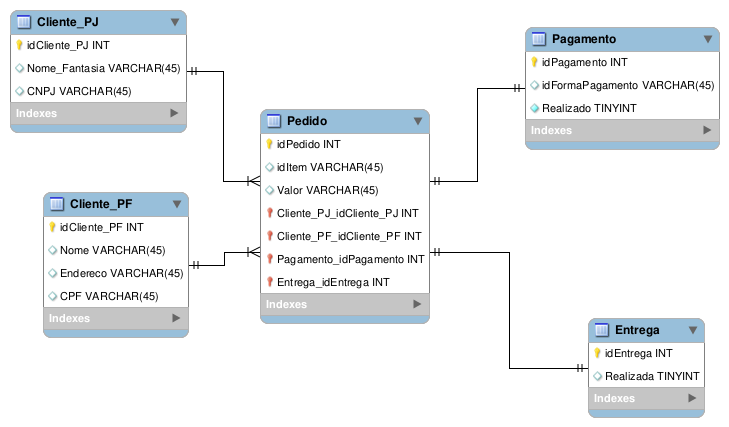 Cliente_PJ
idCliente_PJ INT
Nome_Fantasia VARCHAR(45)
CNPJ VARCHAR(45)
Indexes
Pagamento
idPagamento INT
idFormaPagamento VARCHAR(45)
Realizado TINYINT
Indexes
Pedido
idPedido INT
idItem VARCHAR(45)
Valor VARCHAR(45)
Cliente_PJ_idCliente_PJ INT
Cliente_PF_idCliente_PF INT
Pagamento_idPagamento INT
Entrega_idEntrega INT
Indexes
Cliente_PF
idCliente_PF INT
Nome VARCHAR(45)
Endereco VARCHAR(45)
CPF VARCHAR(45)
Indexes
Entrega
idEntrega INT
Realizada TINYINT
Indexes